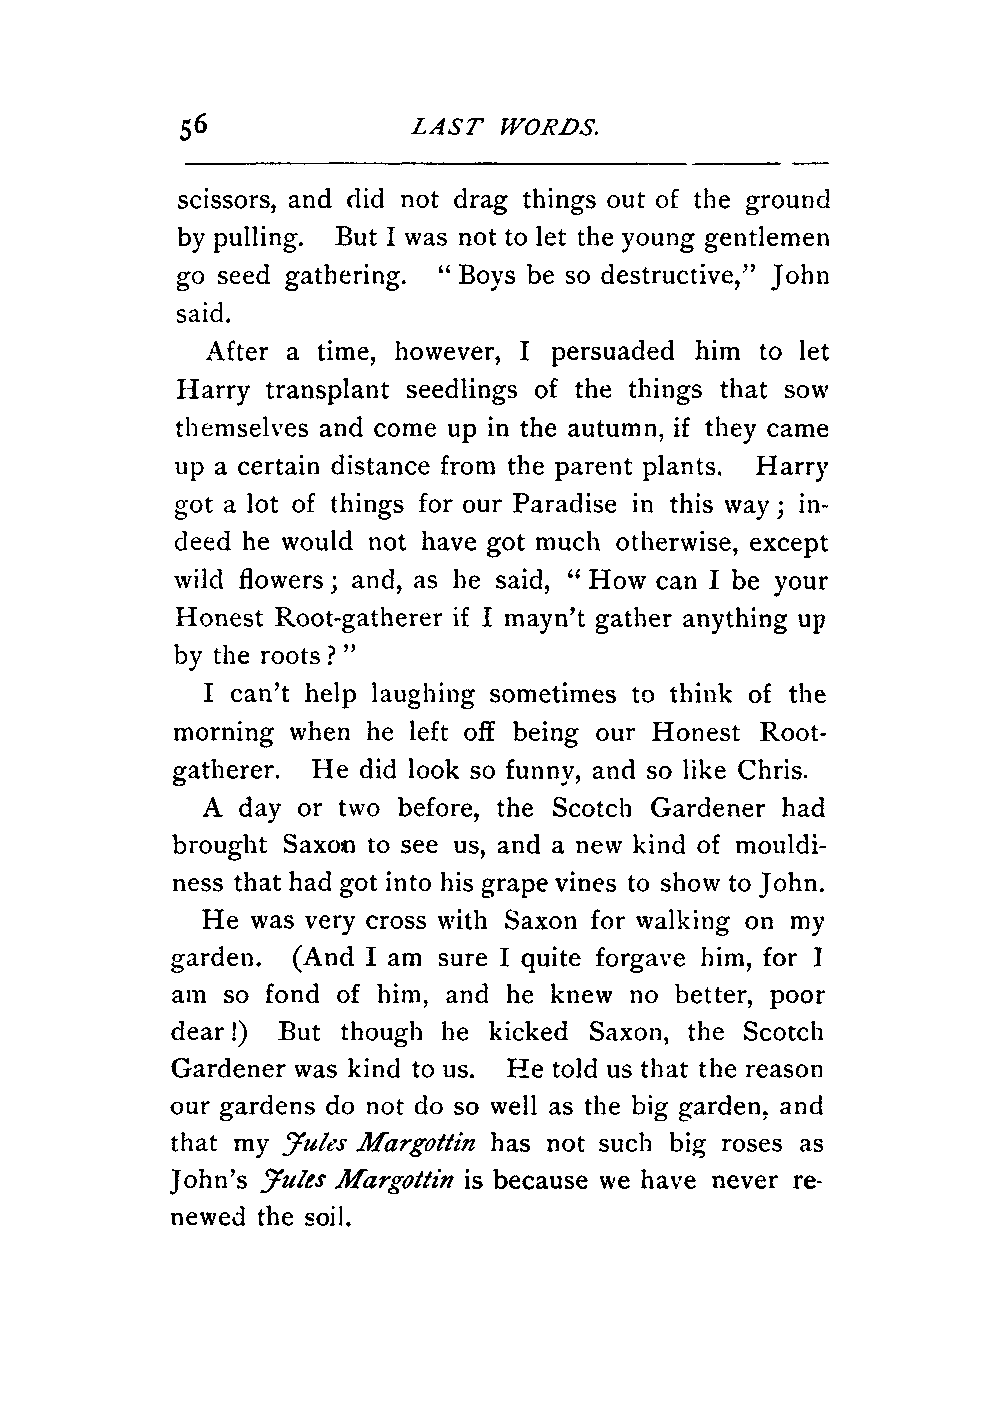 56 LAST WORDS.
scissors, and did not drag things out of the ground
by pulling. But I was not to let the young gentlemen
go seed gathering. “ Boys be so destructive,” John
said.
After a time, however, I persuaded him to let
Harry transplant seedlings of the things that sow
themselves and come up in the autumn, if they came
up a certain distance from the parent plants. Harry
got a lot of things for our Paradise in this way ; in-
deed he would not have got much otherwise, except
wild flowers ; and, as he said, “ How can I be your
Honest Root-gatherer if I mayn’t gather anything up
by the roots ? ”
I can’t help laughing sometimes to think of the
morning when he left off being our Honest Root-
gatherer. He did look so funny, and so like Chris.
A day or two before, the Scotch Gardener had
brought Saxon to see us, and a new kind of mouldi-
ness that had got into his grape vines to show to John.
He was very cross with Saxon for walking on my
garden. (And I am sure I quite forgave him, for I
am so fond of him, and he knew no better, poor
dear !) But though he kicked Saxon, the Scotch
Gardener was kind to us. He told us that the reason
our gardens do not do so well as the big garden, and
that my Jules Margottin has not such big roses as
John’s Jules Margottin is because we have never re-
newed the soil.